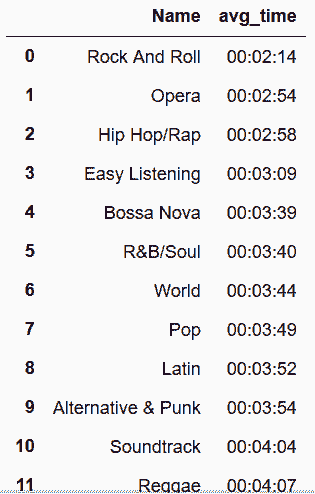 Name avg_time
0 Rock And Roll 00:02:14
1 Opera 00:02:54
2 Hip Hop/Rap 00:02:58
3 Easy Listening 00:03:09
4 Bossa Nova 00:03:39
5 R&B/Soul 00:03:40
6 World 00:03:44
7 Pop 00:03:49
8 Latin 00:03:52
9 Alternative & Punk 00:03:54
10 Soundtrack 00:04:04
11 Reggae 00:04:07